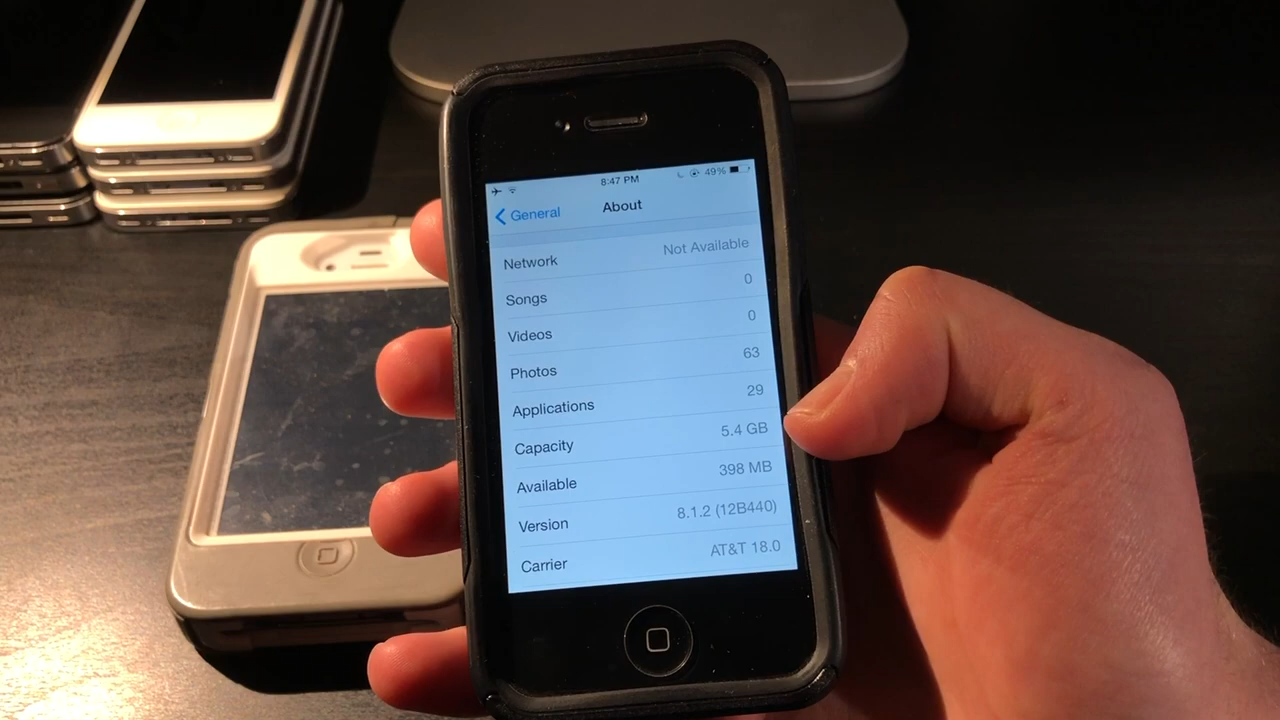 8:47 PM 49%
General About
Network Not Available
Songs 0
Videos 0
Photos 63
Applications 29
Capacity 5.4 GB
Available 398 MB
Version 8.1.2 (12B440)
Carrier AT&T 18.0